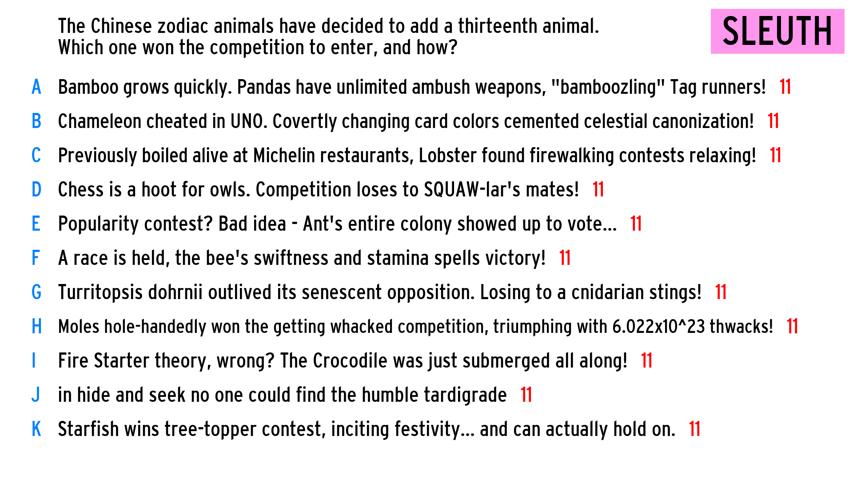 The Chinese zodiac animals have decided to add a thirteenth animal.
Which one won the competition to enter, and how?
SLEUTH
A Bamboo grows quickly. Pandas have unlimited ambush weapons, "bamboozling" Tag runners! 11
B Chameleon cheated in UNO. Covertly changing card colors cemented celestial canonization! 11
C Previously boiled alive at Michelin restaurants, Lobster found firewalking contests relaxing! 11
D Chess is a hoot for owls. Competition loses to SQUAW-lar's mates! 11
E Popularity contest? Bad idea - Ant's entire colony showed up to vote... 11
F A race is held, the bee's swiftness and stamina spells victory! 11
G Turritopsis dohrnii outlived its senescent opposition. Losing to a cnidarian stings! 11
H Moles hole-handedly won the getting whacked competition, triumphing with 6.022x10^23 thwacks! 11
I Fire Starter theory, wrong? The Crocodile was just submerged all along! 11
J in hide and seek no one could find the humble tardigrade 11
K Starfish wins tree-topper contest, inciting festivity... and can actually hold on. 11